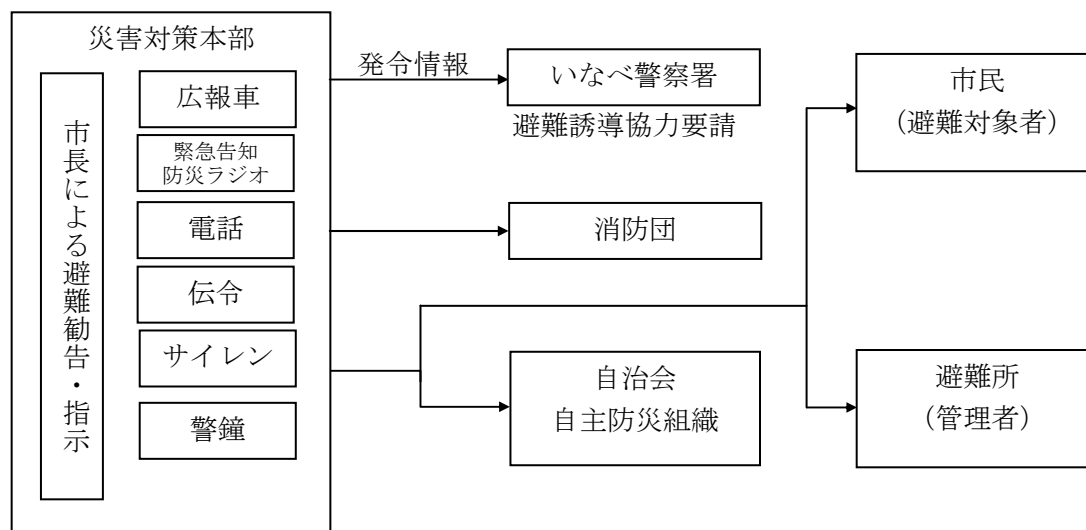 災害対策本部
市長による避難勧告・指示
広報車
緊急告知
防災ラジオ
電話
伝令
サイレン
警鐘
発令情報
いなべ警察署
避難誘導協力要請
消防団
自治会
自主防災組織
市民
(避難対象者)
避難所
(管理者)